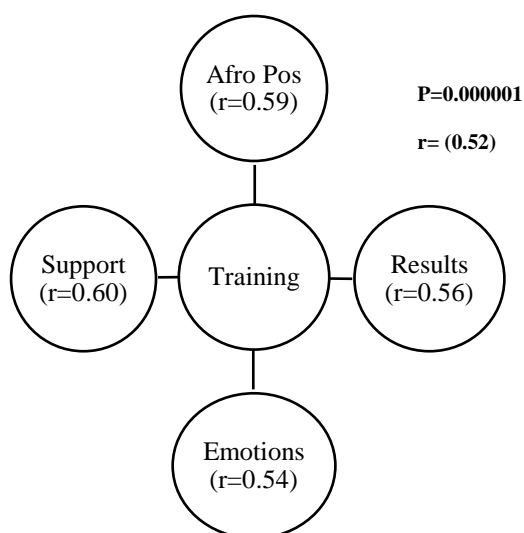 Afro Pos
(r=0.59)
P=0.000001
r= (0.52)
Support
(r=0.60)
Training
Results
(r=0.56)
Emotions
(r=0.54)